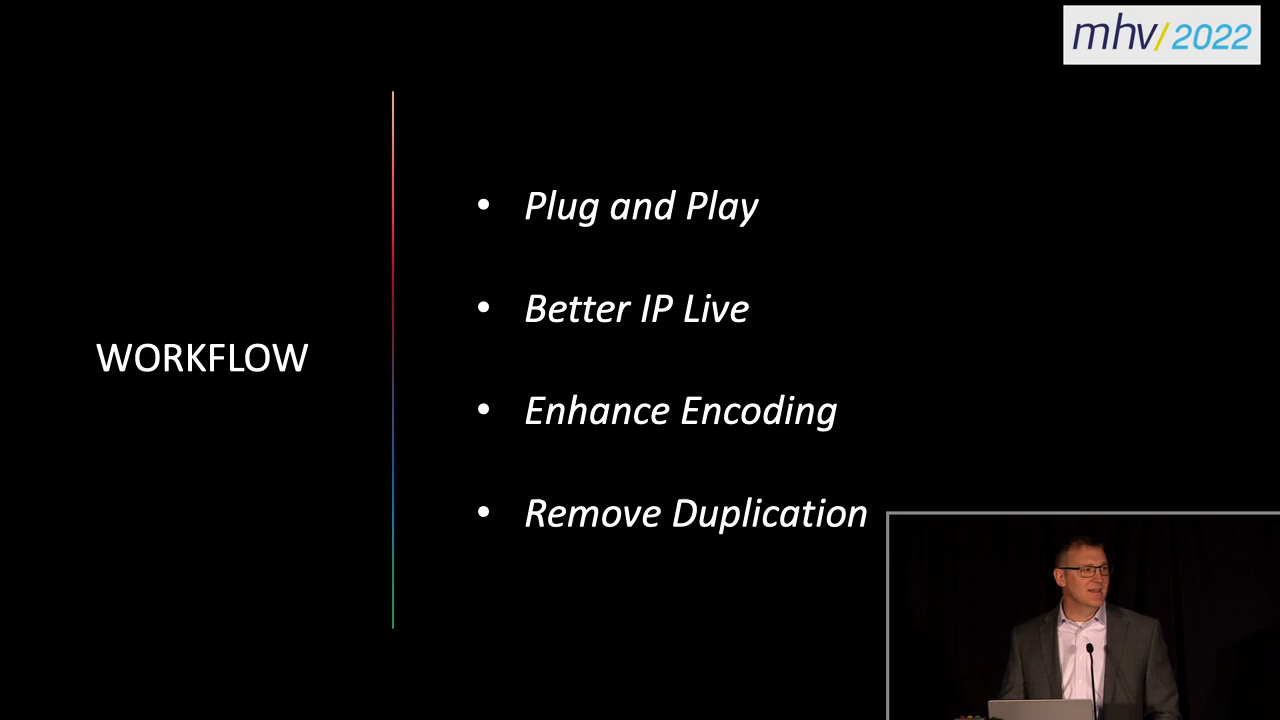 mhv/2022
WORKFLOW
• Plug and Play
• Better IP Live
• Enhance Encoding
• Remove Duplication